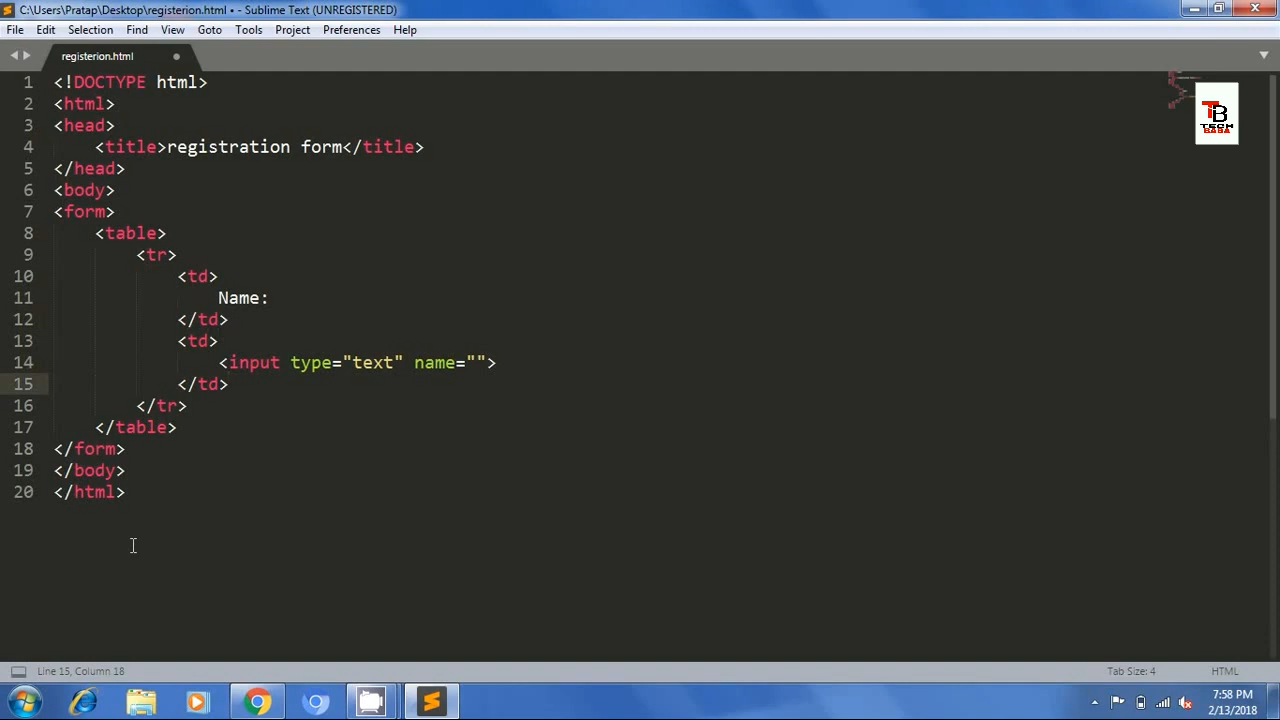 C:\Users\Pratap\Desktop\registerion.html • - Sublime Text (UNREGISTERED)
File Edit Selection Find View Goto Tools Project Preferences Help
registerion.html
1 <!DOCTYPE html>
2 <html>
3 <head>
4 <title>registration form</title>
5 </head>
6 <body>
7 <form>
8 <table>
9 <tr>
10 <td>
11 Name:
12 </td>
13 <td>
14 <input type="text" name="">
15 </td>
16 </tr>
17 </table>
18 </form>
19 </body>
20 </html>
TB
TECH
BABA
Line 15, Column 18 Tab Size: 4 HTML
7:58 PM
2/13/2018